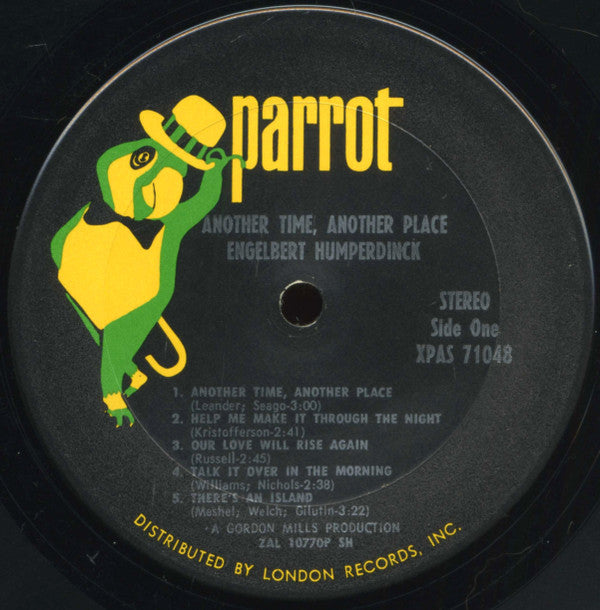 parrot
ANOTHER TIME, ANOTHER PLACE
ENGELBERT HUMPERDINCK
STEREO
Side One
XPAS 71048
1. ANOTHER TIME, ANOTHER PLACE
(Leander; Seago-3:00)
2. HELP ME MAKE IT THROUGH THE NIGHT
(Kristofferson-2:41)
3. OUR LOVE WILL RISE AGAIN
(Russell-2:45)
4. TALK IT OVER IN THE MORNING
(Williams; Nichols-2:38)
5. THERE'S AN ISLAND
(Moshel; Welch; Gilutin-3:22)
A GORDON MILLS PRODUCTION
ZAL 10770P SH
DISTRIBUTED BY LONDON RECORDS, INC.